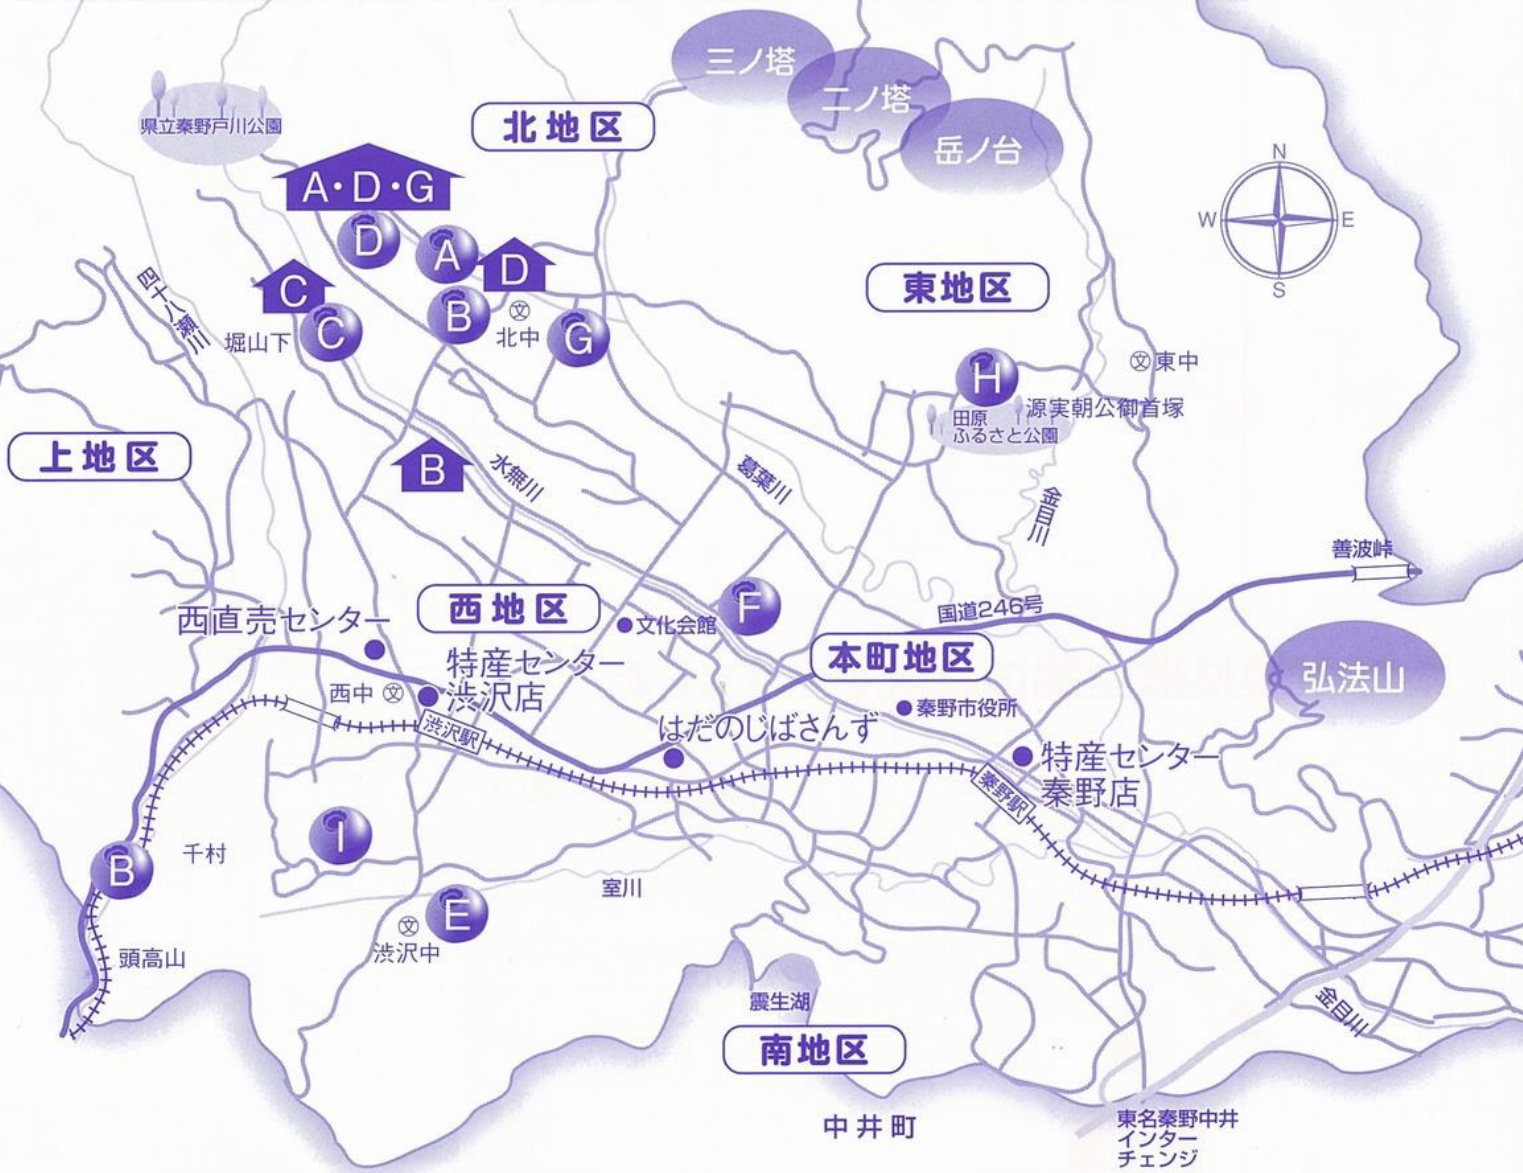 三ノ塔
二ノ塔
岳ノ台
県立秦野戸川公園
北地区
A・D・G
D
A
D
C
C
B
文
北中
G
N
W
E
S
東地区
四十八瀬川
堀山下
H
文東中
源実朝公御首塚
田原
ふるさと公園
上地区
B
水無川
葛葉川
金目川
善波峠
西直売センター
西地区
文化会館
F
国道246号
本町地区
弘法山
特産センター
渋沢店
西中文
渋沢駅
はだのじばさんず
秦野市役所
特産センター
秦野店
秦野駅
I
B
千村
室川
E
文
渋沢中
頭高山
震生湖
南地区
金目川
中井町
東名秦野中井
インター
チェンジ